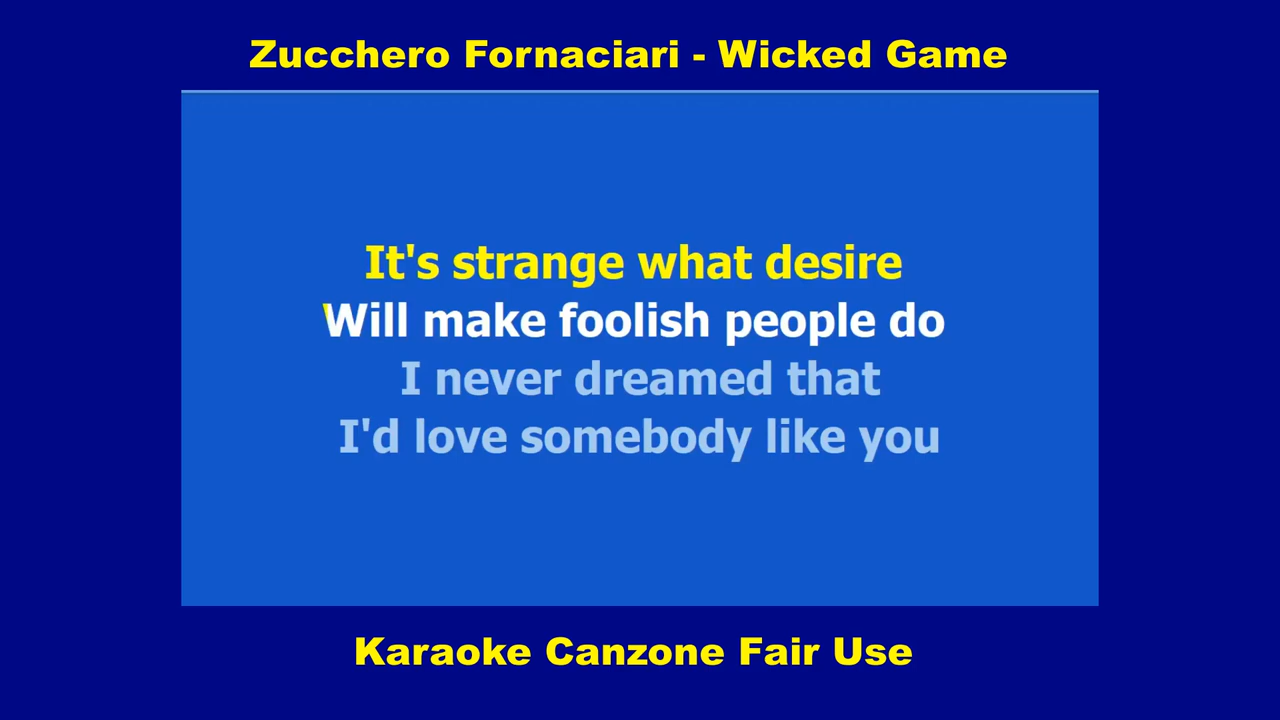 Zucchero Fornaciari - Wicked Game
It's strange what desire
Will make foolish people do
I never dreamed that
I'd love somebody like you
Karaoke Canzone Fair Use